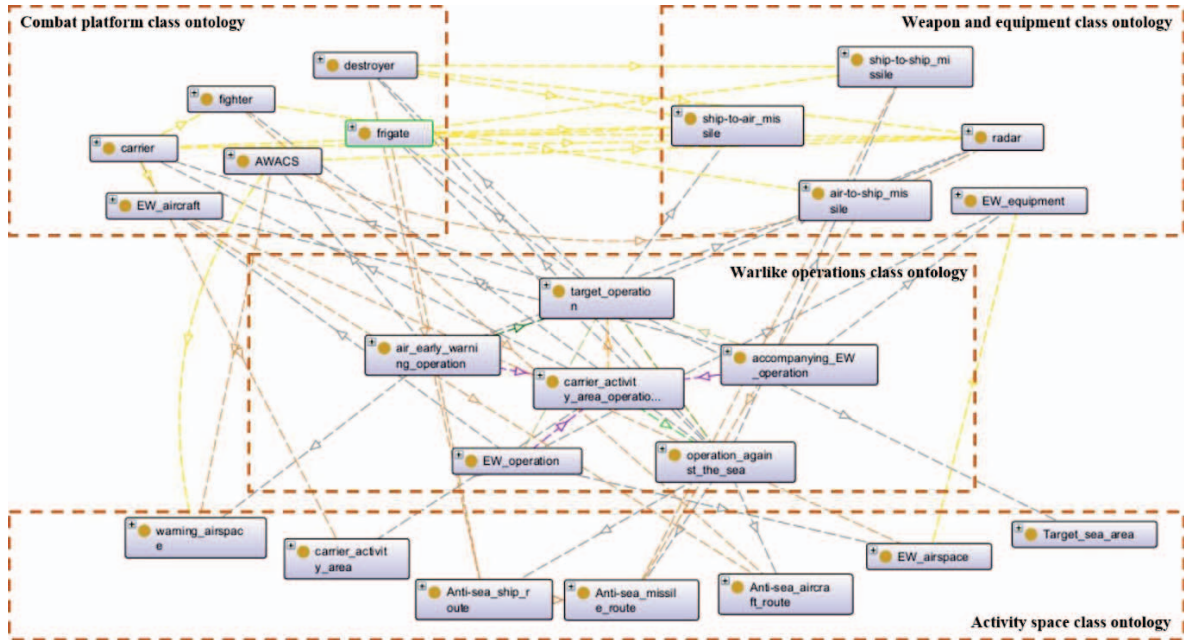 Combat platform class ontology
Weapon and equipment class ontology
destroyer
ship-to-ship_mi
ssile
fighter
ship-to-air_mis
sile
frigate
radar
carrier
AWACS
EW_aircraft
air-to-ship_mi
ssile
EW_equipment
Warlike operations class ontology
target_operatio
n
air_early_warni
ng_operation
accompanying_EW
_operation
carrier_activit
y_area_operatio...
EW_operation
operation_again
st_the_sea
warning_airspac
e
carrier_activit
y_area
Target_sea_area
EW_airspace
Anti-sea_ship_r
oute
Anti-sea_missil
e_route
Anti-sea_aircra
ft_route
Activity space class ontology